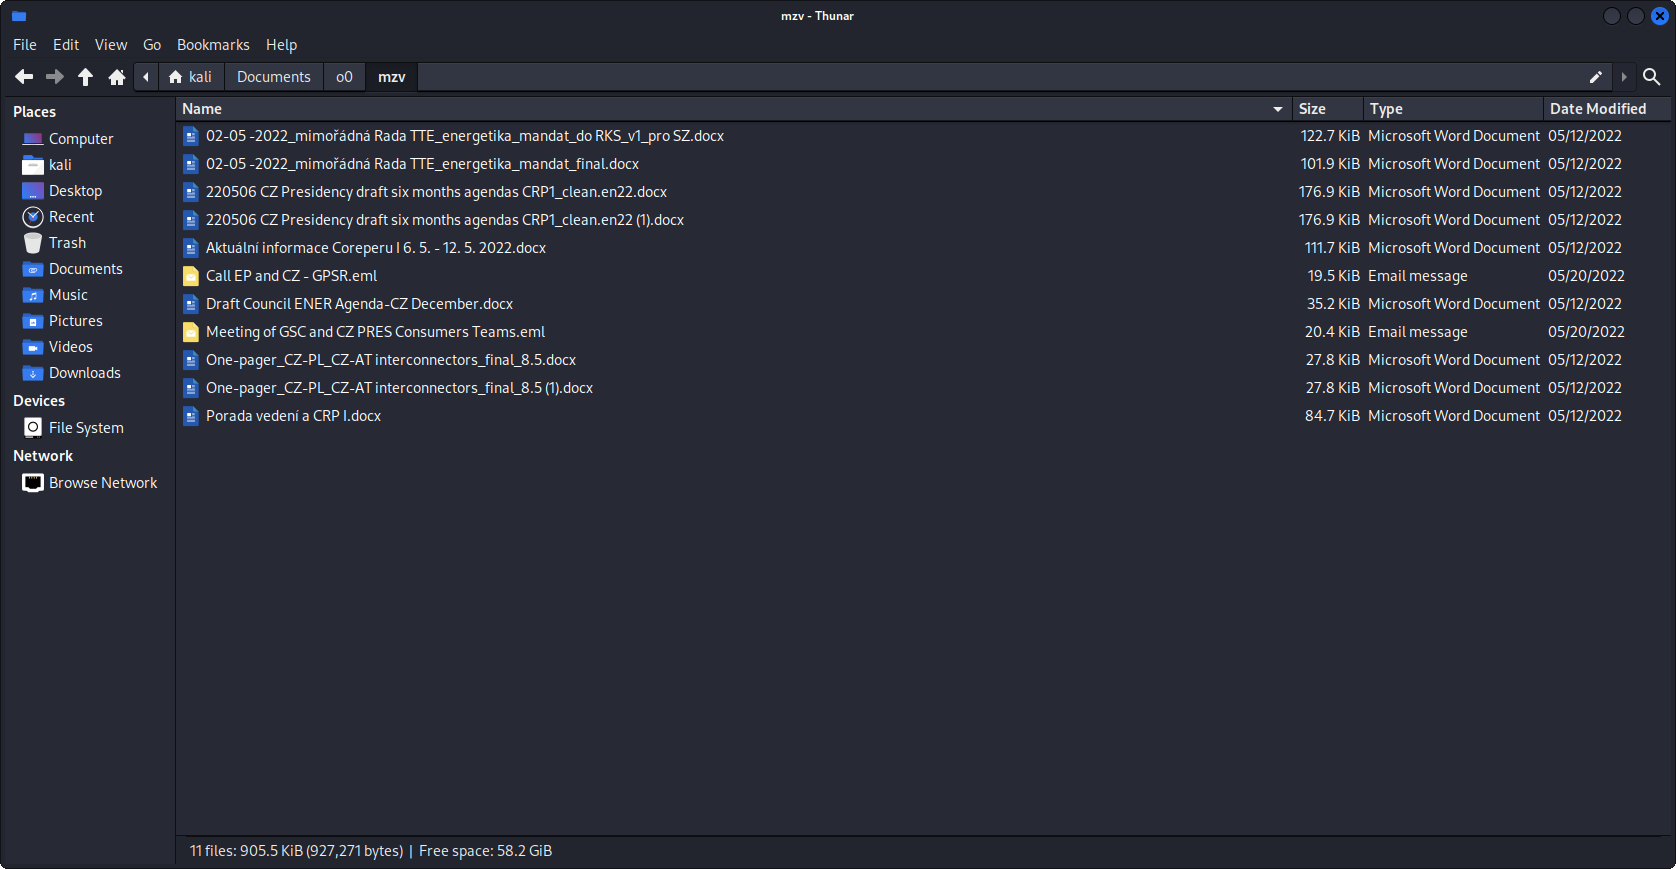 mzv - Thunar
File Edit View Go Bookmarks Help
kali Documents o0 mzv
Places
Computer
kali
Desktop
Recent
Trash
Documents
Music
Pictures
Videos
Downloads
Devices
File System
Network
Browse Network
Name Size Type Date Modified
02-05 -2022_mimořádná Rada TTE_energetika_mandat_do RKS_v1_pro SZ.docx 122.7 KiB Microsoft Word Document 05/12/2022
02-05 -2022_mimořádná Rada TTE_energetika_mandat_final.docx 101.9 KiB Microsoft Word Document 05/12/2022
220506 CZ Presidency draft six months agendas CRP1_clean.en22.docx 176.9 KiB Microsoft Word Document 05/12/2022
220506 CZ Presidency draft six months agendas CRP1_clean.en22 (1).docx 176.9 KiB Microsoft Word Document 05/12/2022
Aktuální informace Coreperu I 6. 5. - 12. 5. 2022.docx 111.7 KiB Microsoft Word Document 05/12/2022
Call EP and CZ - GPSR.eml 19.5 KiB Email message 05/20/2022
Draft Council ENER Agenda-CZ December.docx 35.2 KiB Microsoft Word Document 05/12/2022
Meeting of GSC and CZ PRES Consumers Teams.eml 20.4 KiB Email message 05/20/2022
One-pager_CZ-PL_CZ-AT interconnectors_final_8.5.docx 27.8 KiB Microsoft Word Document 05/12/2022
One-pager_CZ-PL_CZ-AT interconnectors_final_8.5 (1).docx 27.8 KiB Microsoft Word Document 05/12/2022
Porada vedení a CRP I.docx 84.7 KiB Microsoft Word Document 05/12/2022
11 files: 905.5 KiB (927,271 bytes) | Free space: 58.2 GiB